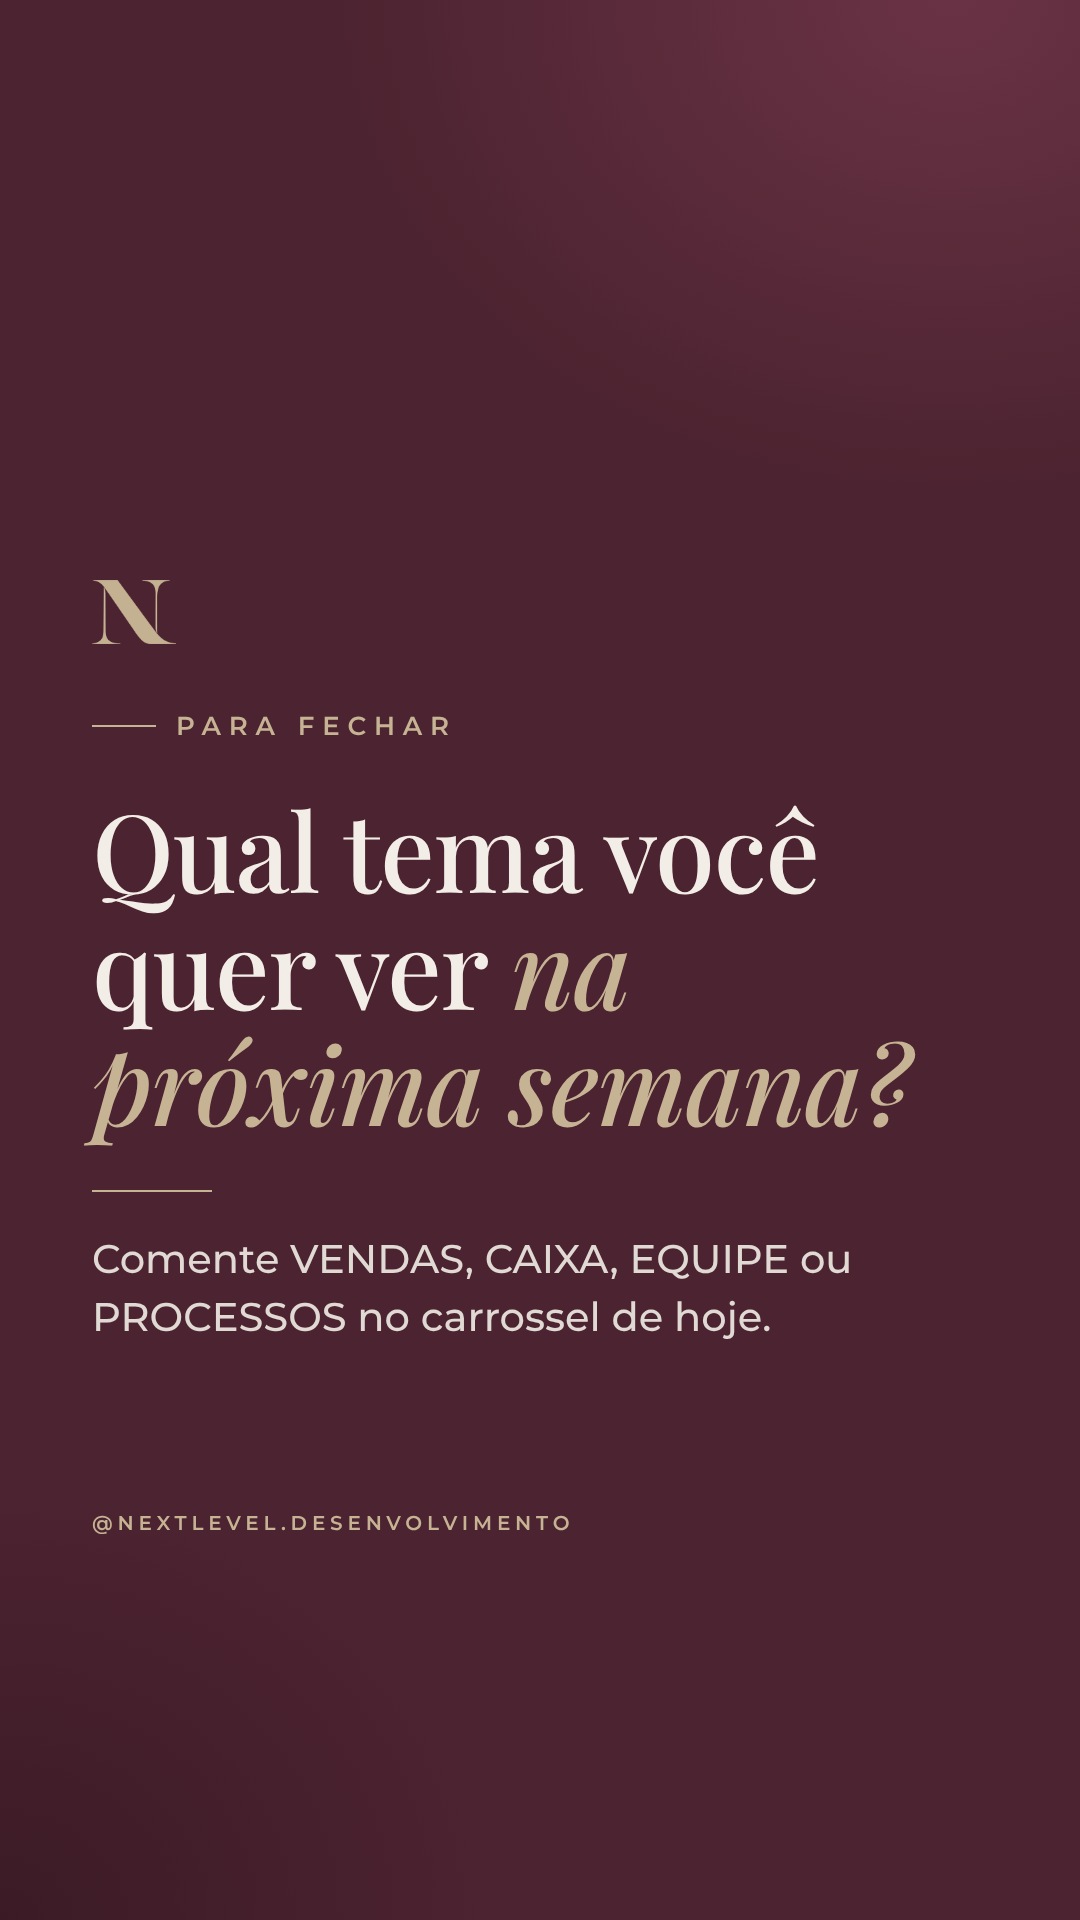 N
PARA FECHAR
Qual tema você
quer ver na
próxima semana?
Comente VENDAS, CAIXA, EQUIPE ou
PROCESSOS no carrossel de hoje.
@NEXTLEVEL.DESENVOLVIMENTO